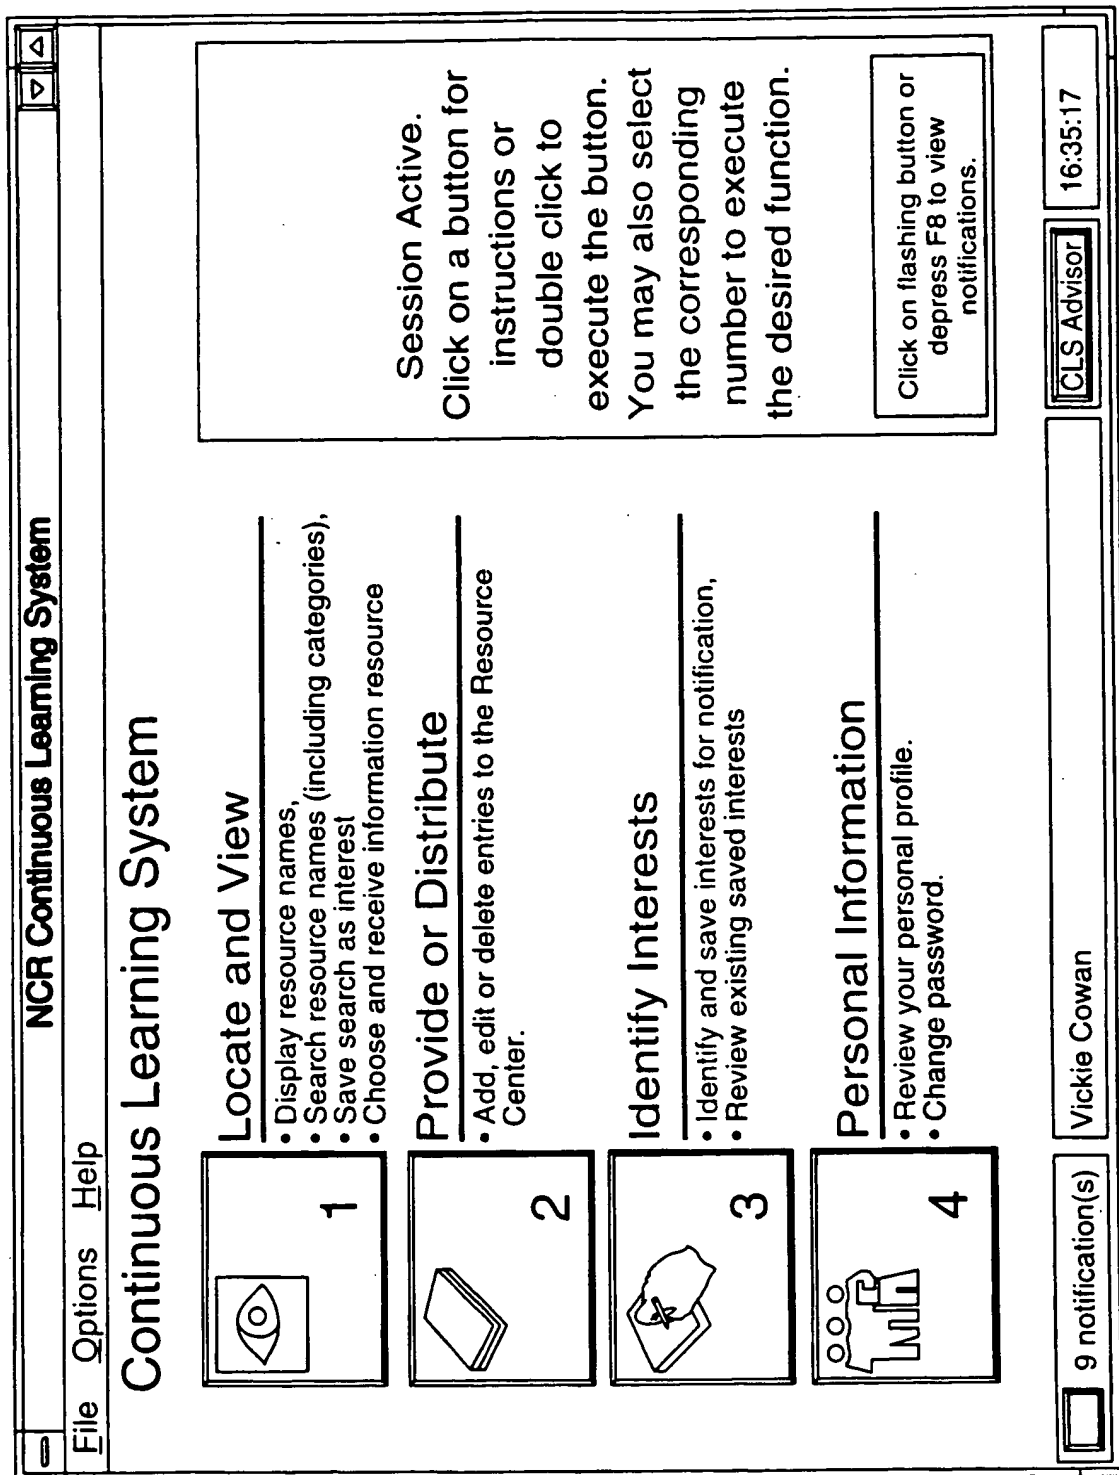 NCR Continuous Learning System
File Options Help
Continuous Learning System
1
Locate and View
• Display resource names,
• Search resource names (including categories),
• Save search as interest
• Choose and receive information resource
2
Provide or Distribute
• Add, edit or delete entries to the Resource
Center.
3
Identify Interests
• Identify and save interests for notification,
• Review existing saved interests
4
Personal Information
• Review your personal profile.
• Change password.
Session Active.
Click on a button for
instructions or
double click to
execute the button.
You may also select
the corresponding
number to execute
the desired function.
Click on flashing button or
depress F8 to view
notifications.
9 notification(s)
Vickie Cowan
CLS Advisor
16:35:17